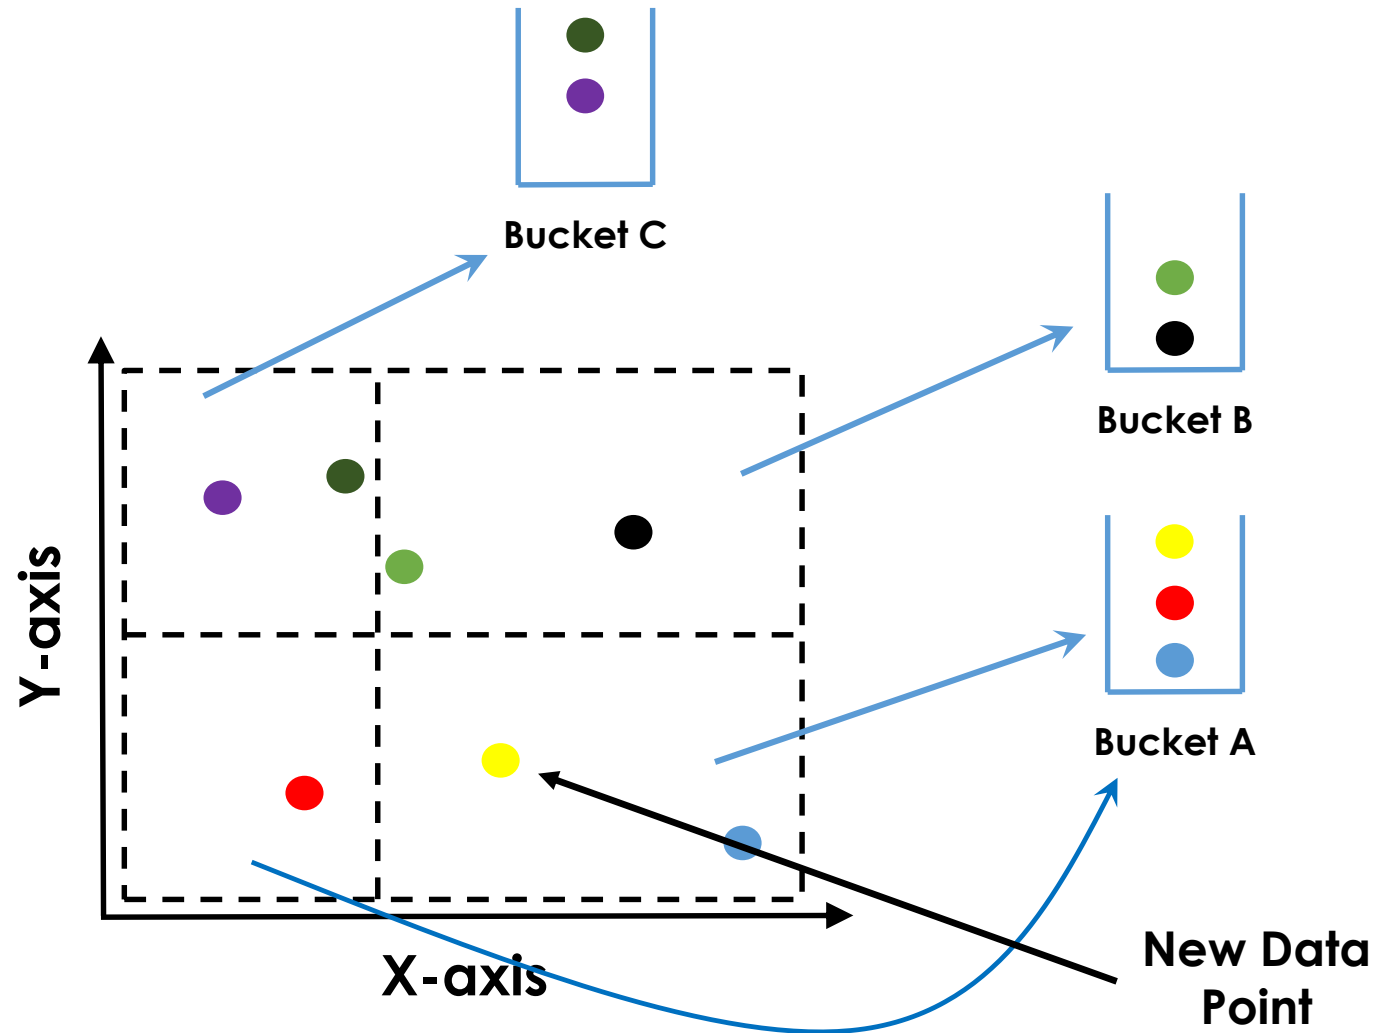 Bucket C
Bucket B
Y-axis
Bucket A
X-axis
New Data
Point